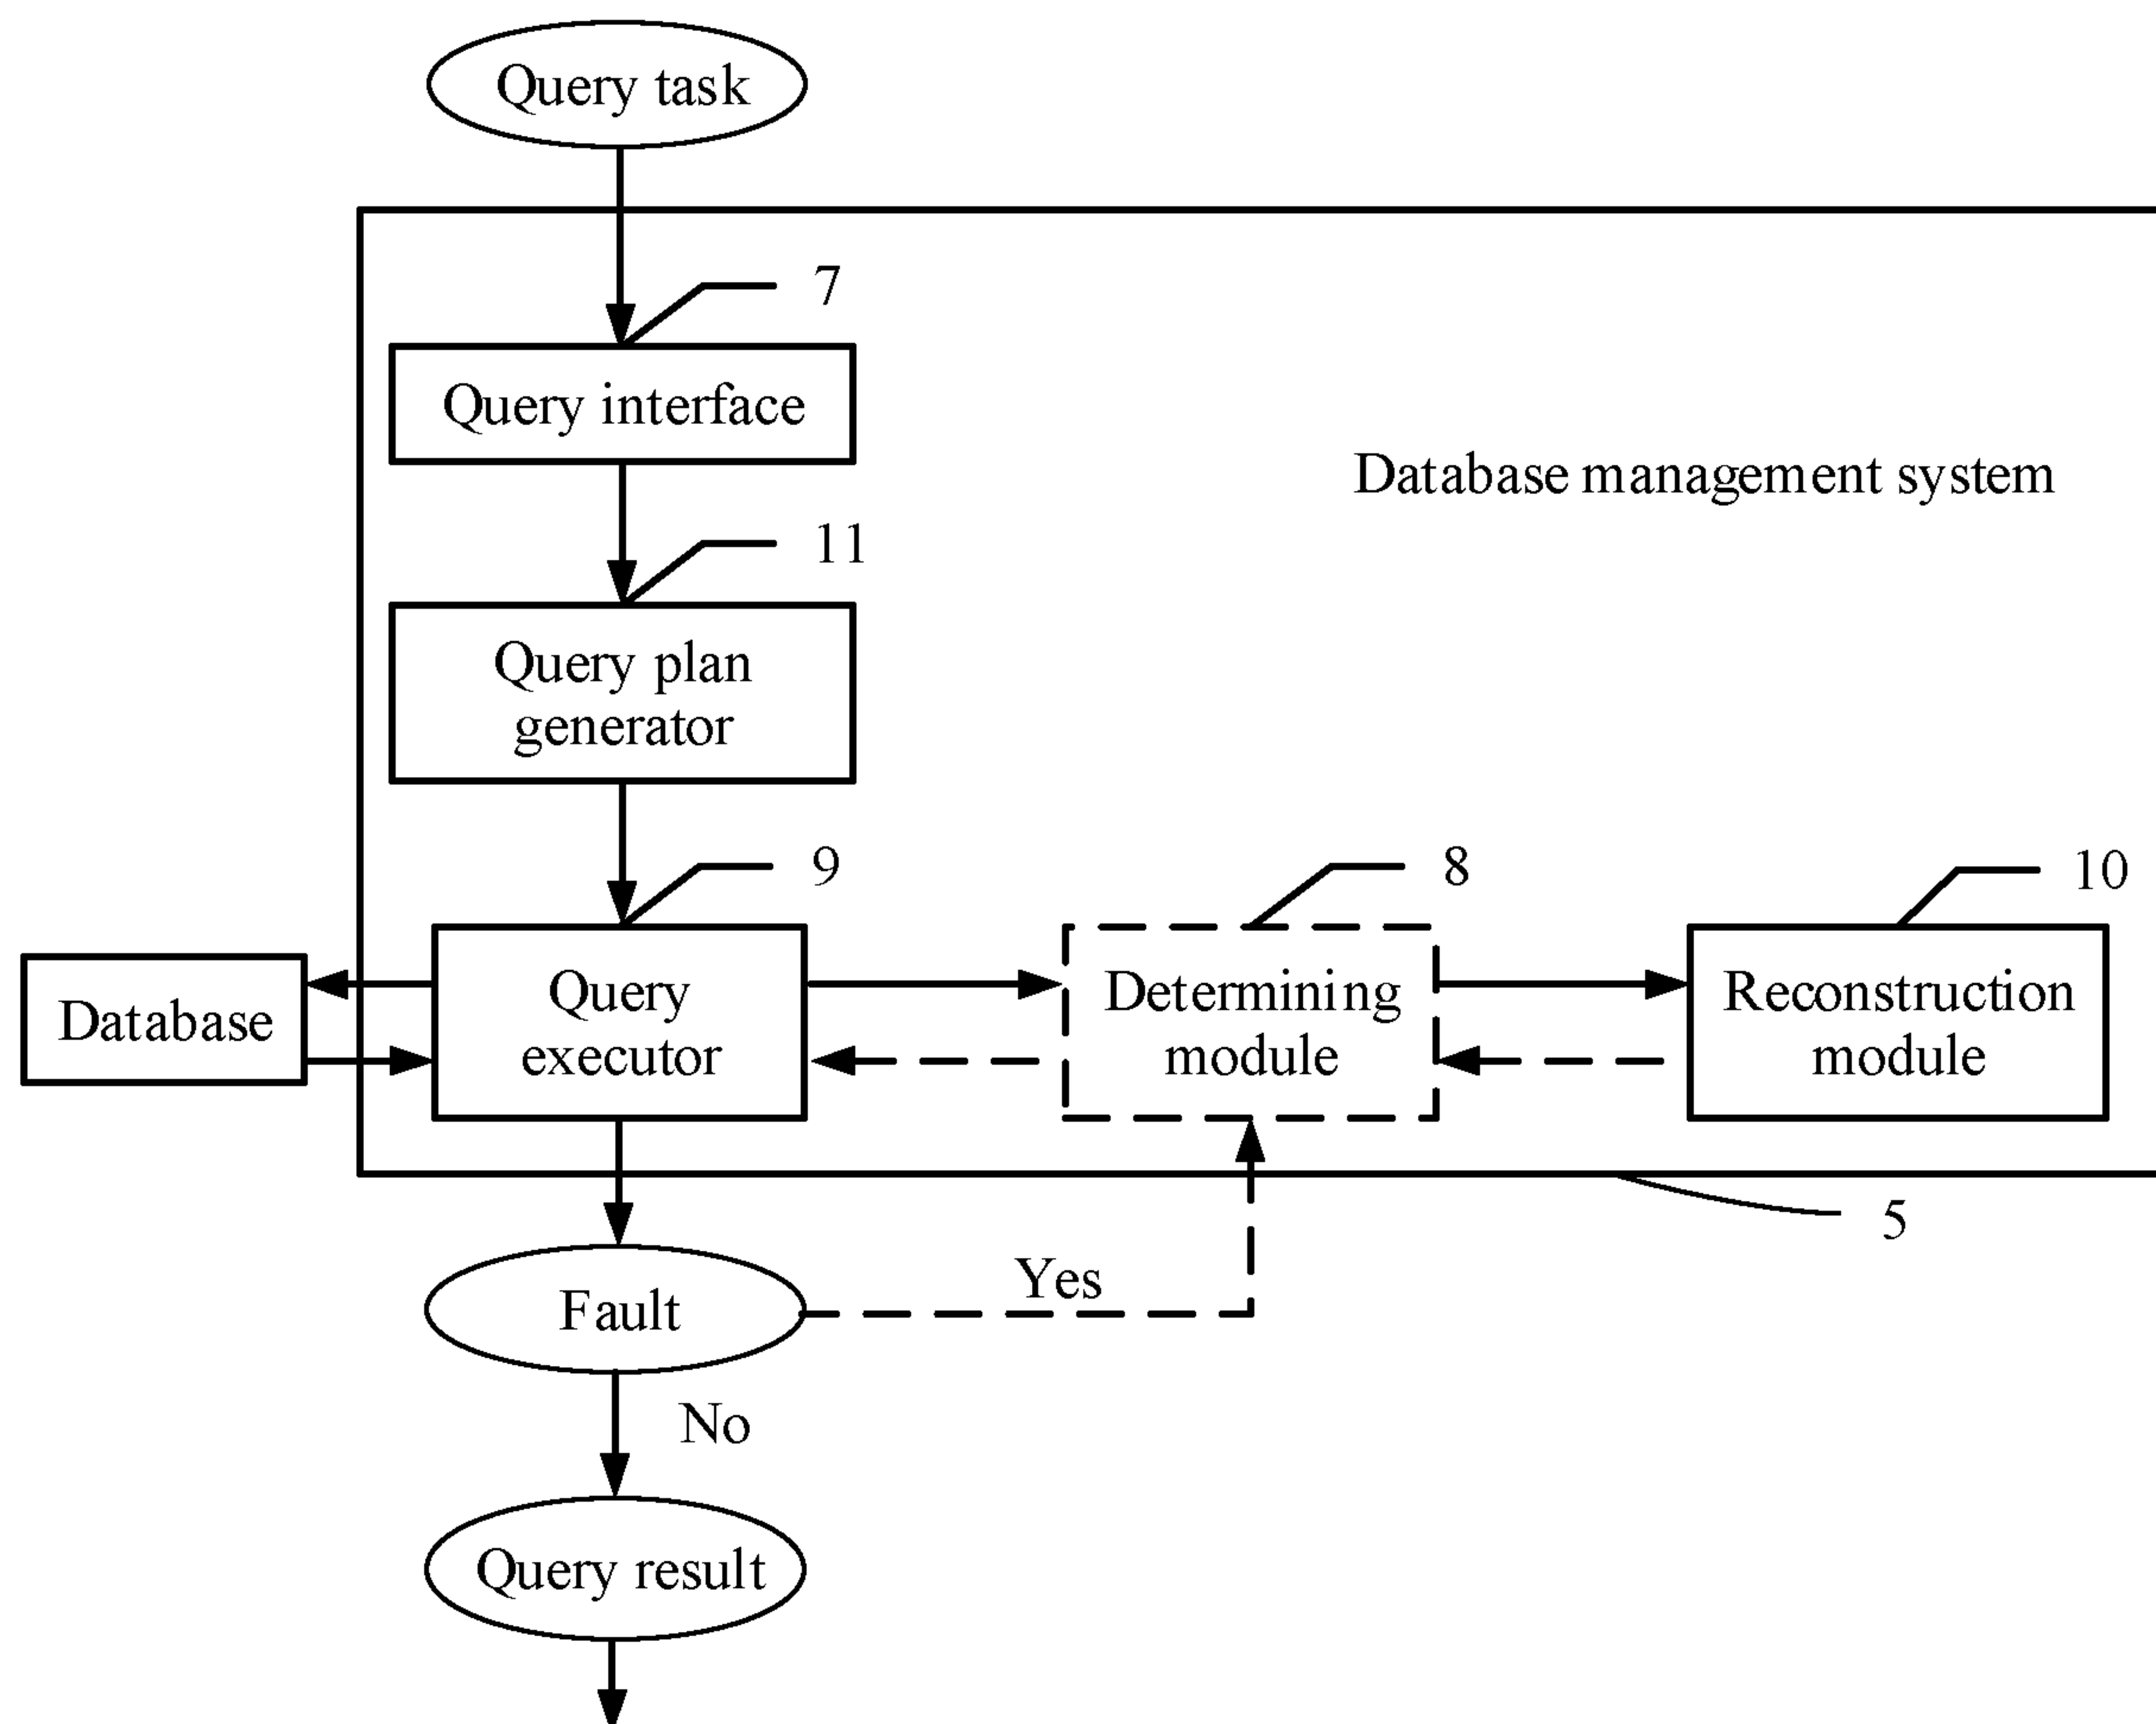 Query task
7
Query interface
Database management system
11
Query plan
generator
9
8
10
Database
Query
executor
Determining
module
Reconstruction
module
5
Yes
Fault
No
Query result